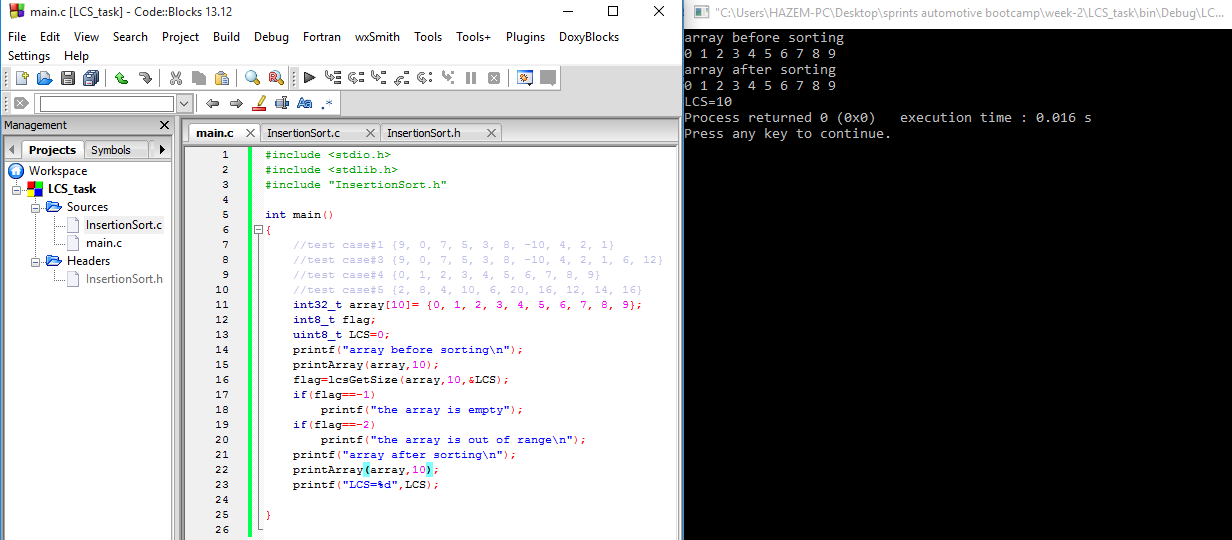 main.c [LCS_task] - Code::Blocks 13.12
File Edit View Search Project Build Debug Fortran wxSmith Tools Tools+ Plugins DoxyBlocks
Settings Help
Management
Projects Symbols
Workspace
LCS_task
Sources
InsertionSort.c
main.c
Headers
InsertionSort.h
main.c InsertionSort.c InsertionSort.h
1 #include <stdio.h>
2 #include <stdlib.h>
3 #include "InsertionSort.h"
4
5 int main()
6 {
7 //test case#1 {9, 0, 7, 5, 3, 8, -10, 4, 2, 1}
8 //test case#3 {9, 0, 7, 5, 3, 8, -10, 4, 2, 1, 6, 12}
9 //test case#4 {0, 1, 2, 3, 4, 5, 6, 7, 8, 9}
10 //test case#5 {2, 8, 4, 10, 6, 20, 16, 12, 14, 16}
11 int32_t array[10]= {0, 1, 2, 3, 4, 5, 6, 7, 8, 9};
12 int8_t flag;
13 uint8_t LCS=0;
14 printf("array before sorting\n");
15 printArray(array,10);
16 flag=lcsGetSize(array,10,&LCS);
17 if(flag==-1)
18 printf("the array is empty");
19 if(flag==-2)
20 printf("the array is out of range\n");
21 printf("array after sorting\n");
22 printArray(array,10);
23 printf("LCS=%d",LCS);
24
25 }
26
"C:\Users\HAZEM-PC\Desktop\sprints automotive bootcamp\week-2\LCS_task\bin\Debug\LC...
array before sorting
0 1 2 3 4 5 6 7 8 9
array after sorting
0 1 2 3 4 5 6 7 8 9
LCS=10
Process returned 0 (0x0) execution time : 0.016 s
Press any key to continue.